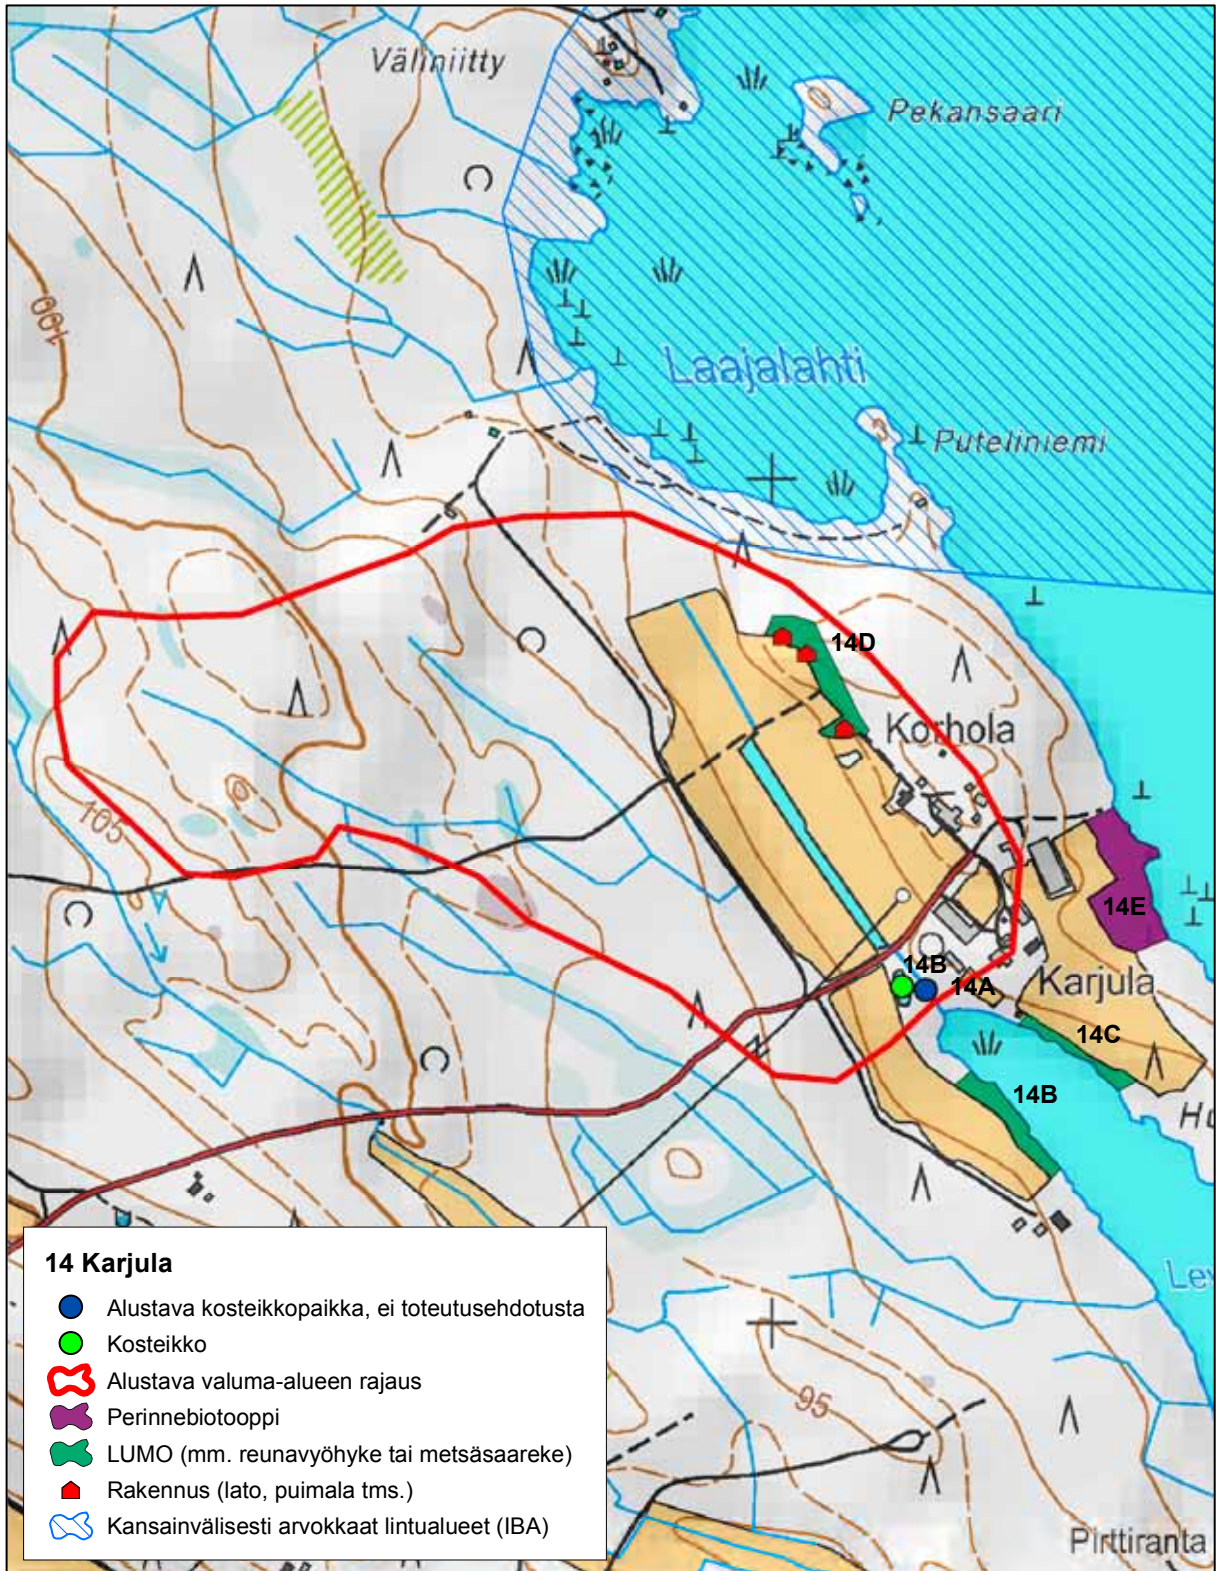 Väliniitty
Pekansaari
100
Laajalahti
Puteliniemi
14D
Korhola
105
14E
14B
14A
Karjula
14C
14B
Hu
Lev
95
Pirttiranta
14 Karjula
Alustava kosteikkopaikka, ei toteutusehdotusta
Kosteikko
Alustava valuma-alueen rajaus
Perinnebiotooppi
LUMO (mm. reunavyöhyke tai metsäsaareke)
Rakennus (lato, puimala tms.)
Kansainvälisesti arvokkaat lintualueet (IBA)